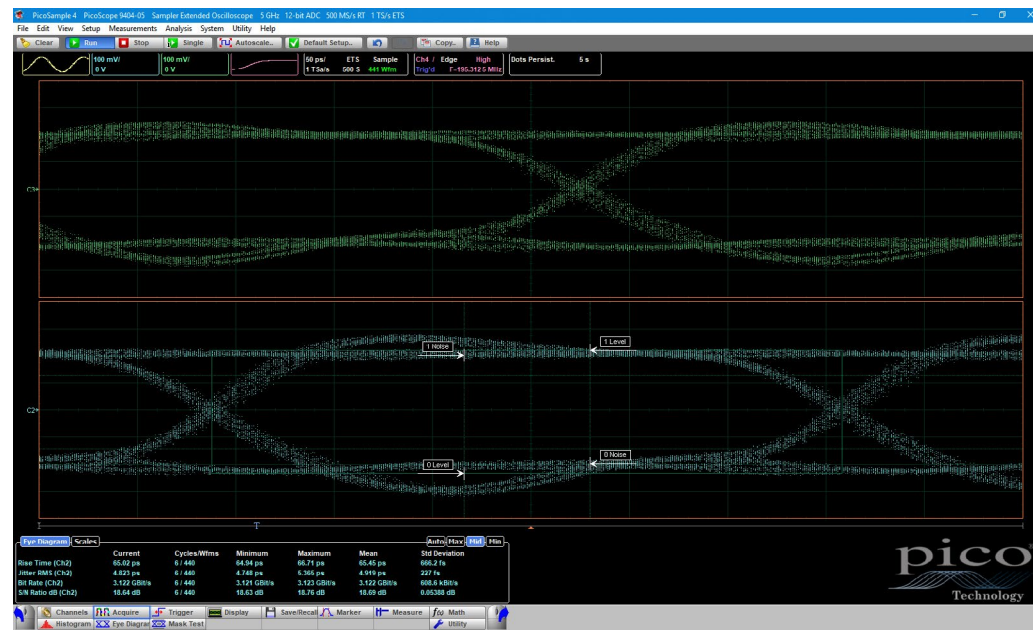 PicoSample 4 PicoScope 9404-05 Sampler Extended Oscilloscope 5 GHz 12-bit ADC 500 MS/s RT 1 TS/s ETS
File Edit View Setup Measurements Analysis System Utility Help
Clear Run Stop Single Autoscale.. Default Setup.. Copy.. Help
100 mV/ 100 mV/ 50 ps/ ETS Sample Ch4 / Edge High Dots Persist. 5 s
0 V 0 V 1 TSa/s 500 S 441 Wfm Trig'd F~195.3125 MHz
C3
1 Noise 1 Level
C2
0 Level 0 Noise
T
Eye Diagram Scales Auto Max Mid Min
Current Cycles/Wfms Minimum Maximum Mean Std Deviation
Rise Time (Ch2) 65.02 ps 6 / 440 64.94 ps 66.71 ps 65.45 ps 666.2 fs
Jitter RMS (Ch2) 4.823 ps 6 / 440 4.748 ps 5.365 ps 4.919 ps 227 fs
Bit Rate (Ch2) 3.122 GBit/s 6 / 440 3.121 GBit/s 3.123 GBit/s 3.122 GBit/s 608.6 kBit/s
S/N Ratio dB (Ch2) 18.64 dB 6 / 440 18.63 dB 18.76 dB 18.69 dB 0.05388 dB
pico
Technology
Channels Acquire Trigger Display Save/Recall Marker Measure f(x) Math
Histogram Eye Diagram Mask Test Utility